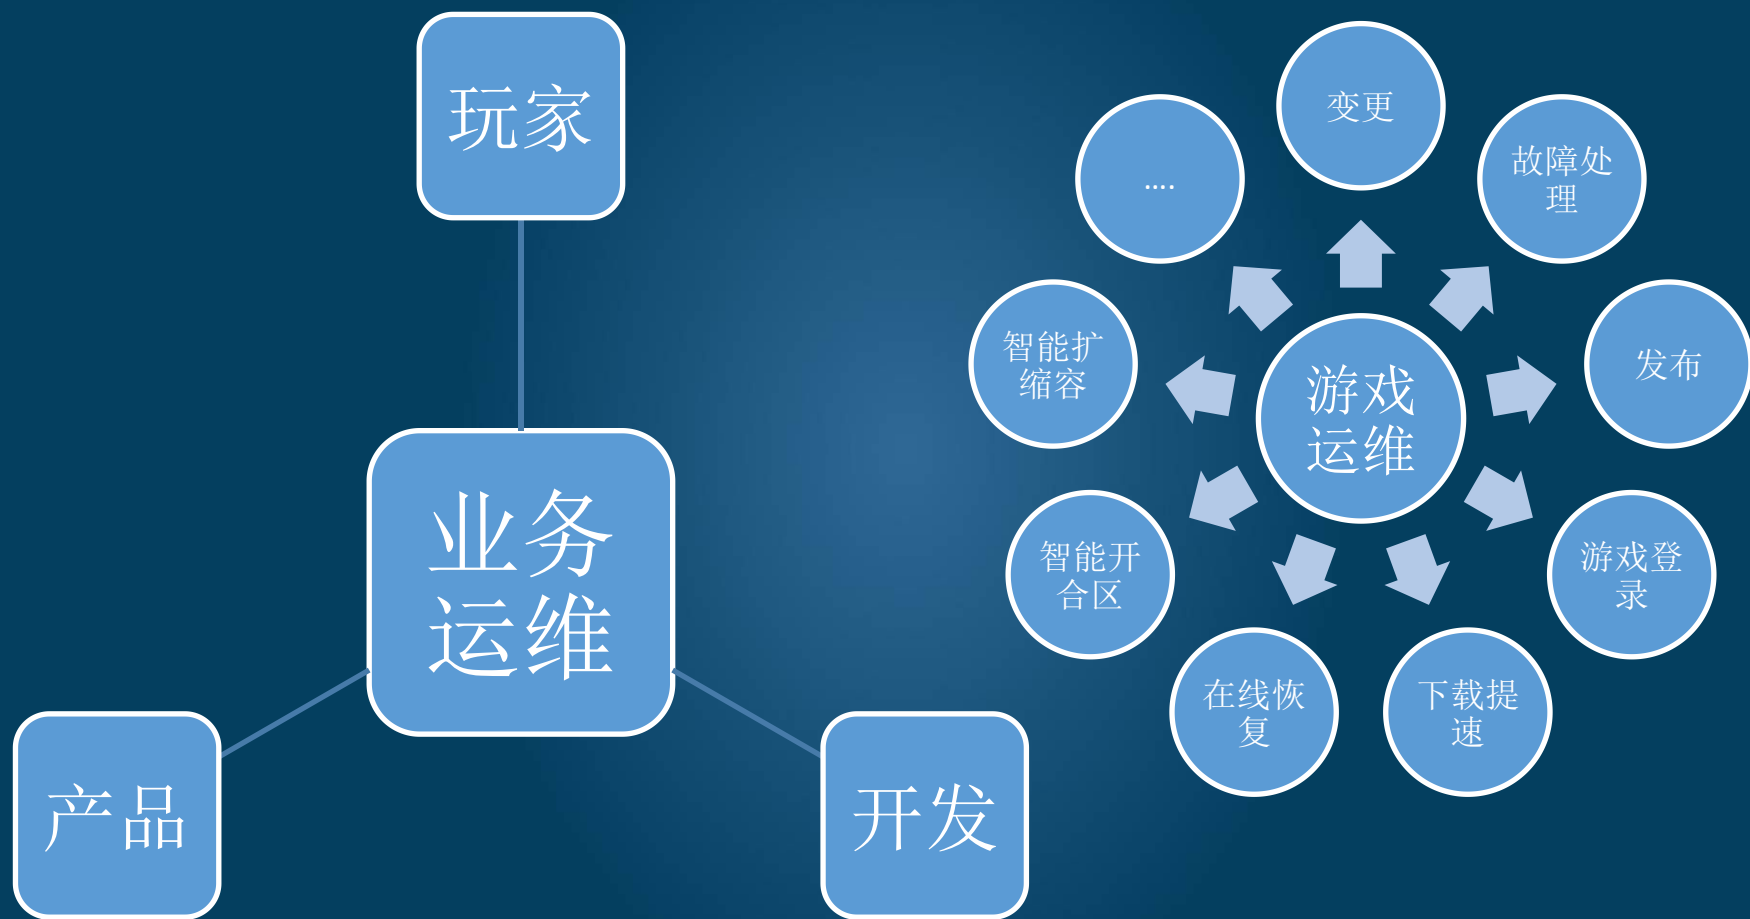 玩家
业务
运维
产品
开发
变更
故障处
理
发布
游戏登
录
下载提
速
在线恢
复
智能开
合区
智能扩
缩容
....
游戏
运维